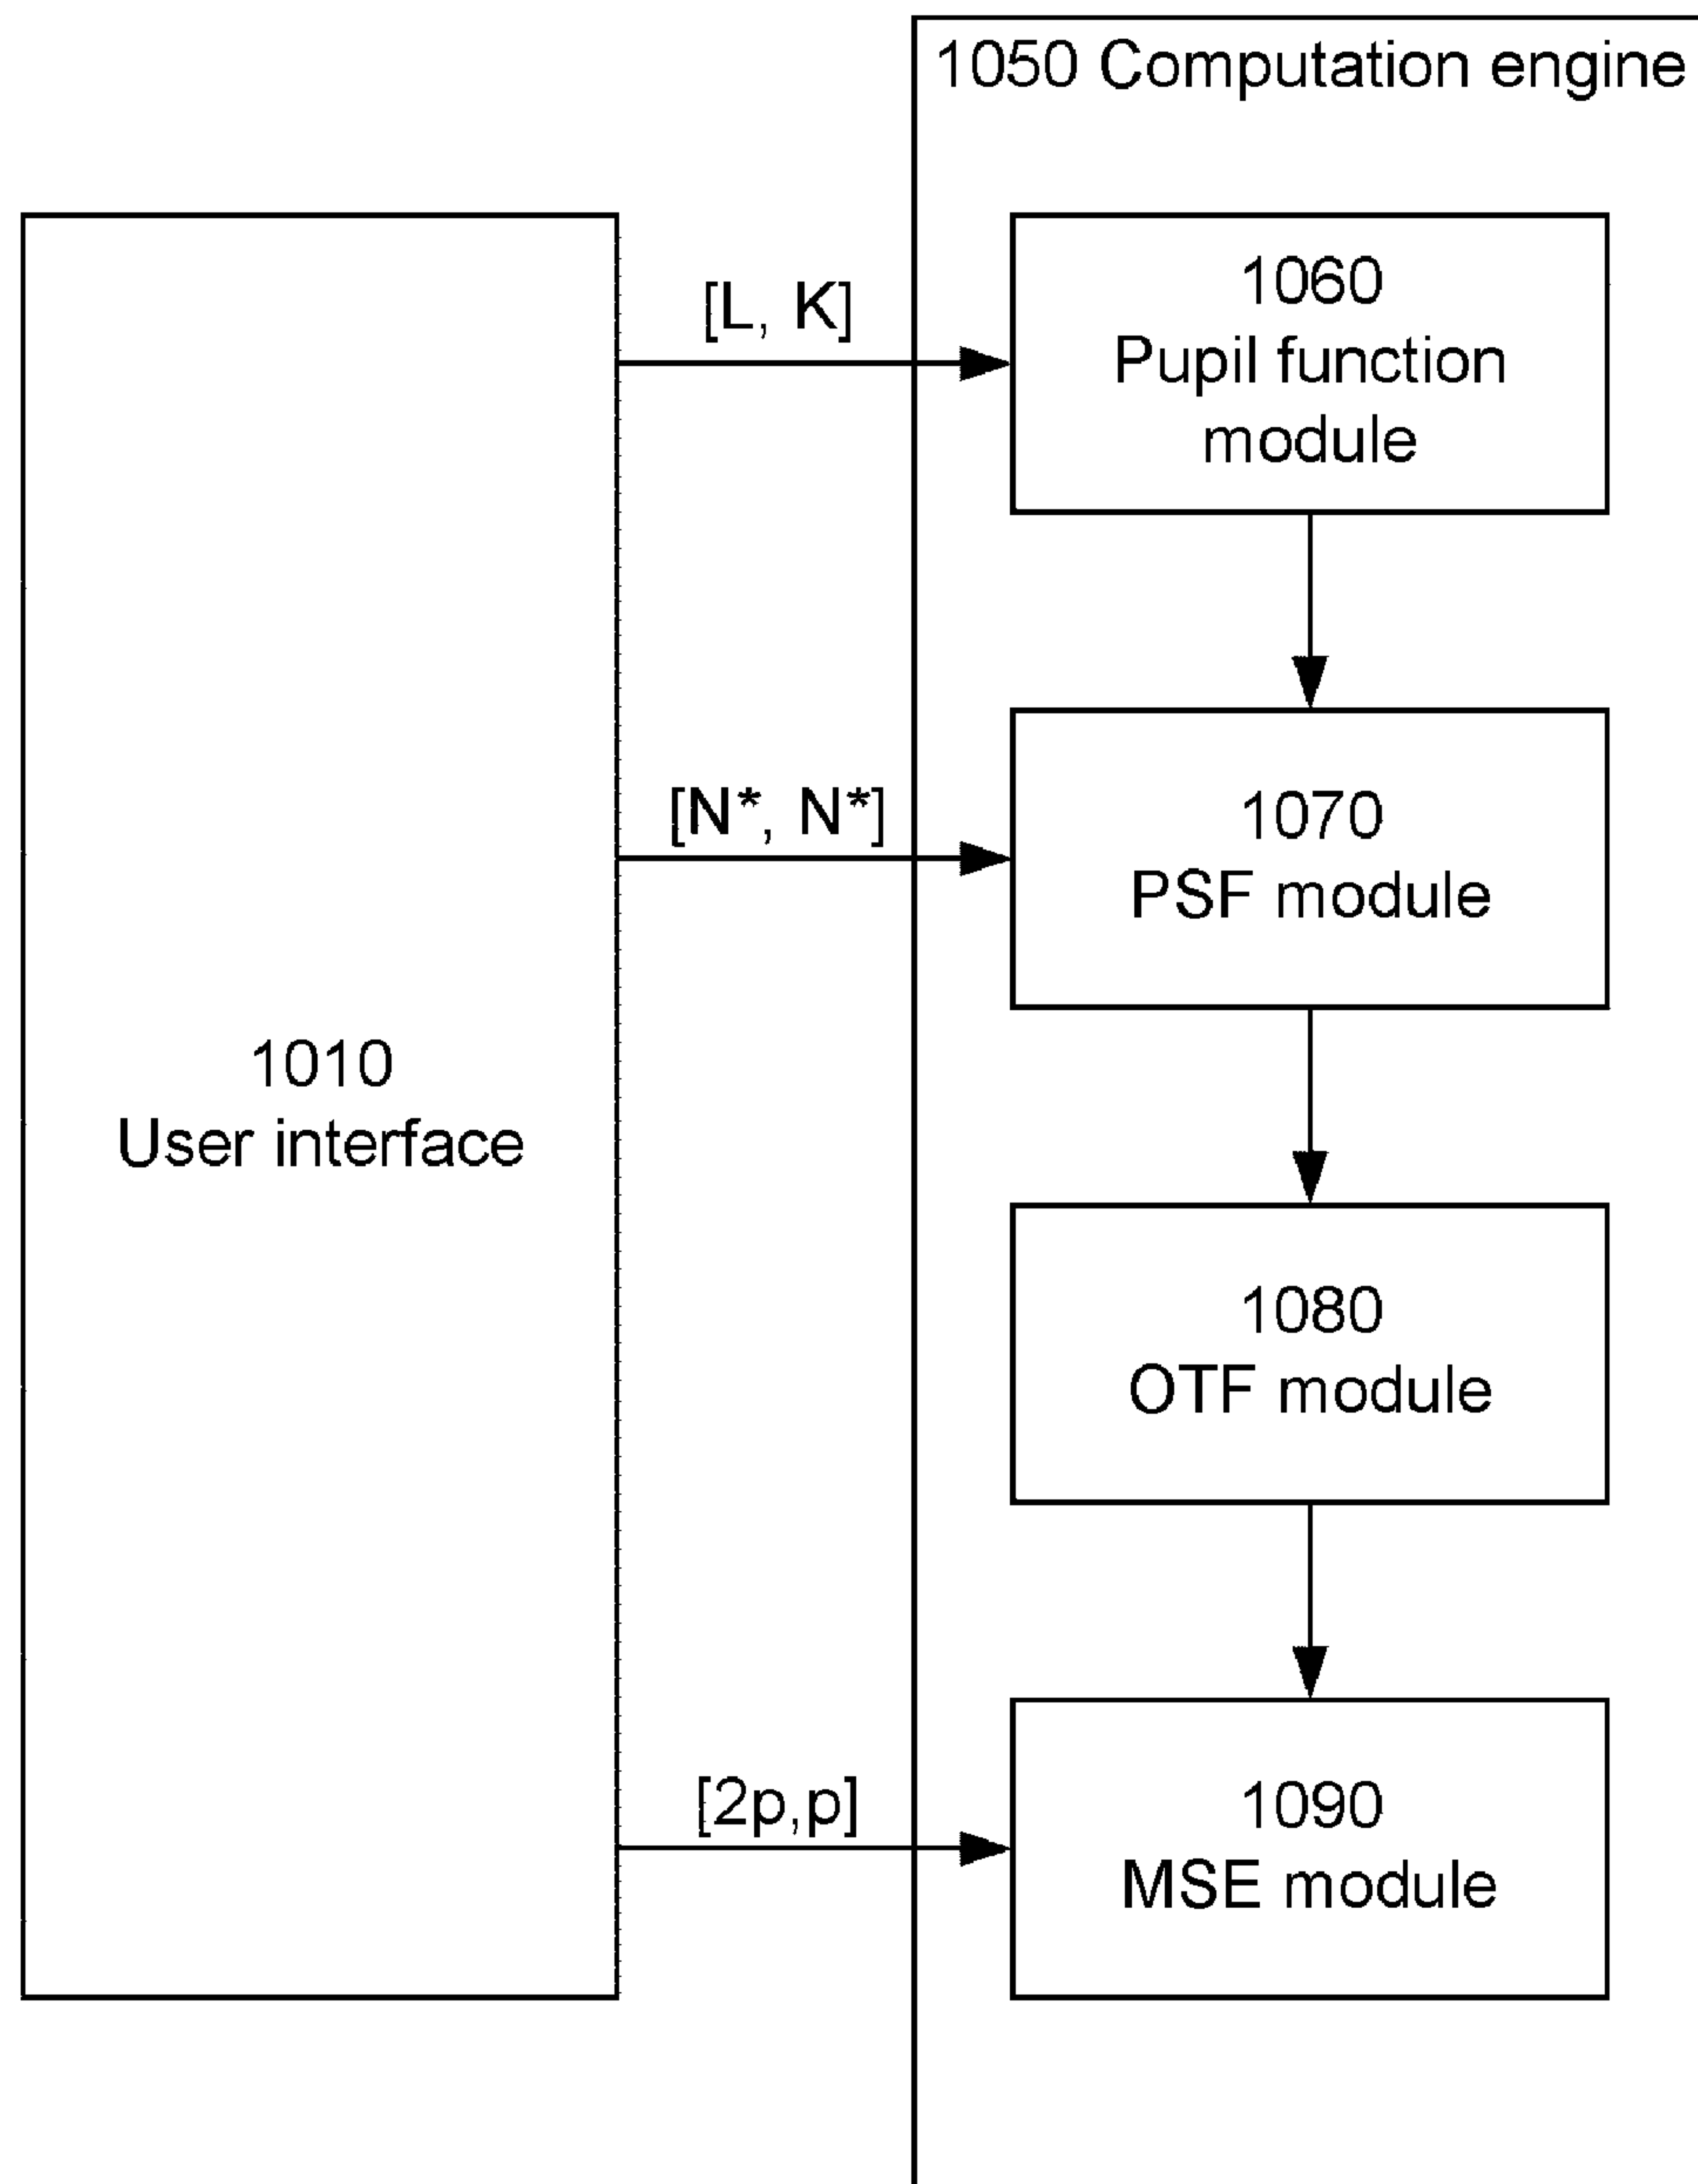 1050 Computation engine
[L, K]
1060
Pupil function
module
[N*, N*]
1070
PSF module
1010
User interface
1080
OTF module
[2p,p]
1090
MSE module